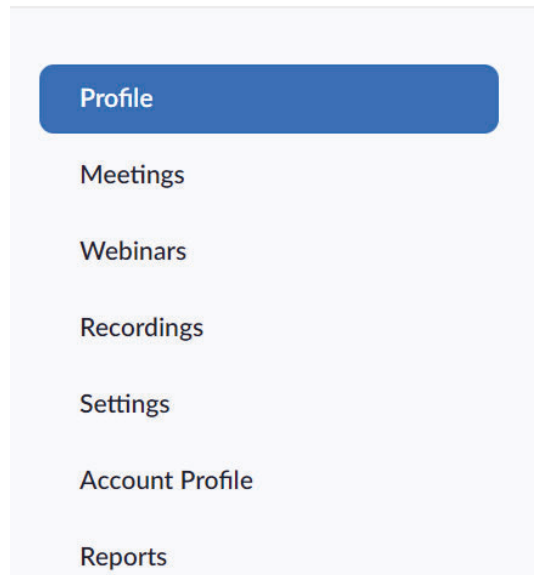 Profile
Meetings
Webinars
Recordings
Settings
Account Profile
Reports